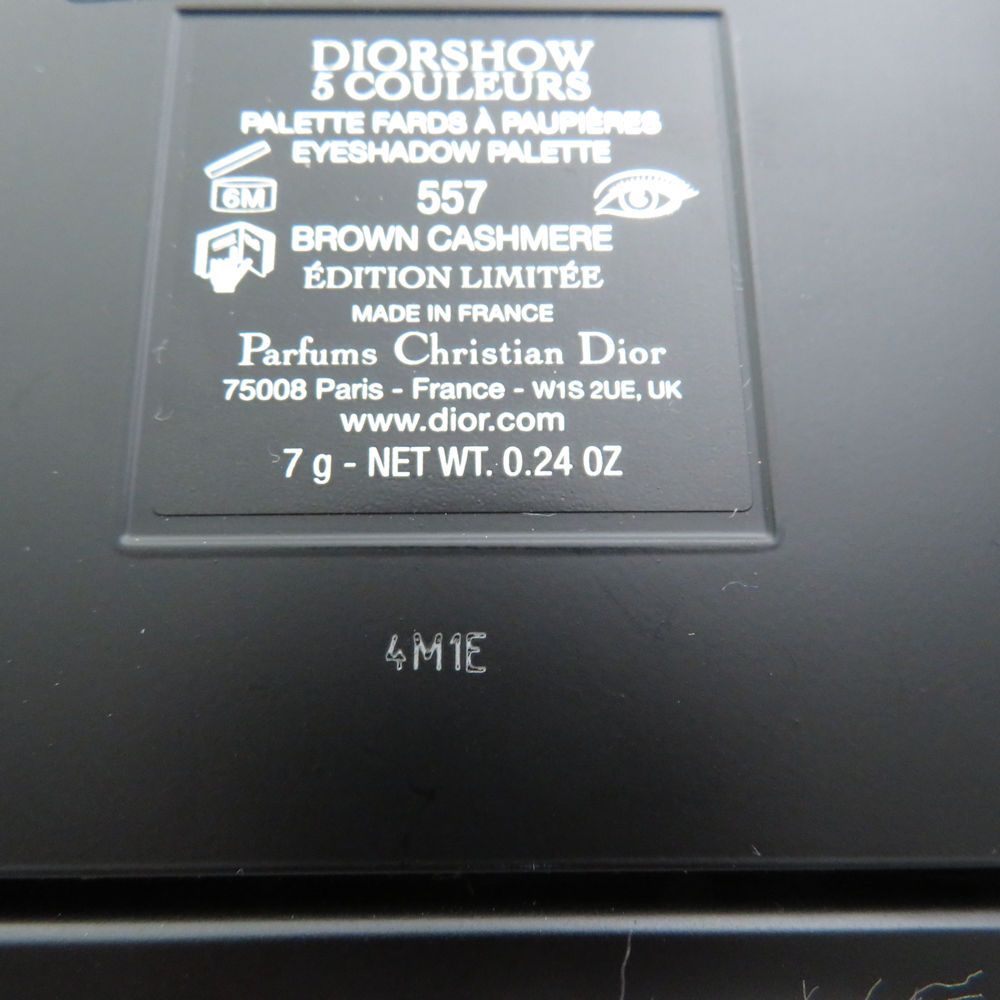 DIORSHOW
5 COULEURS
PALETTE FARDS À PAUPIÈRES
EYESHADOW PALETTE
6M
557
BROWN CASHMERE
ÉDITION LIMITÉE
MADE IN FRANCE
Parfums Christian Dior
75008 Paris - France - W1S 2UE, UK
www.dior.com
7 g - NET WT. 0.24 OZ
4M1E